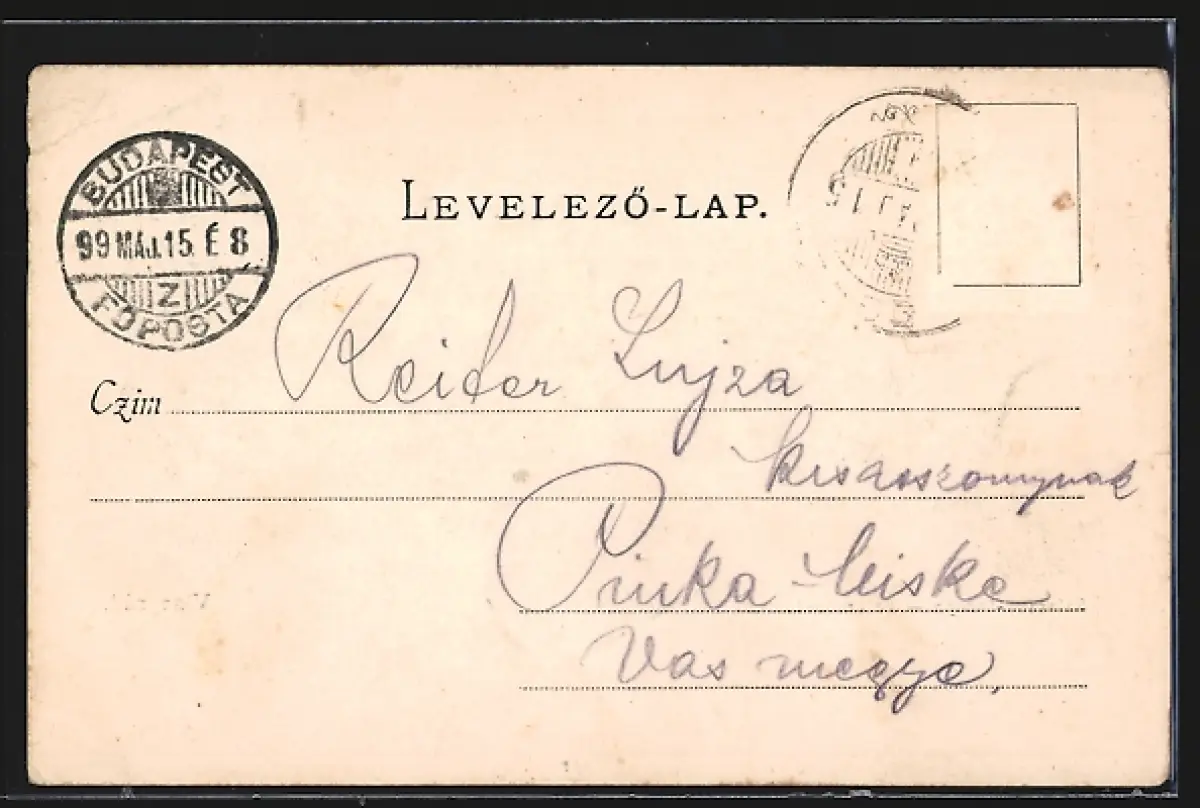 BUDAPEST
99 MÁJ. 15. É 8
Z
FŐPOSTA
LEVELEZŐ-LAP.
Czim Reiter Lujza
kisasszonynak
Pinka-Miske
Vas megye,